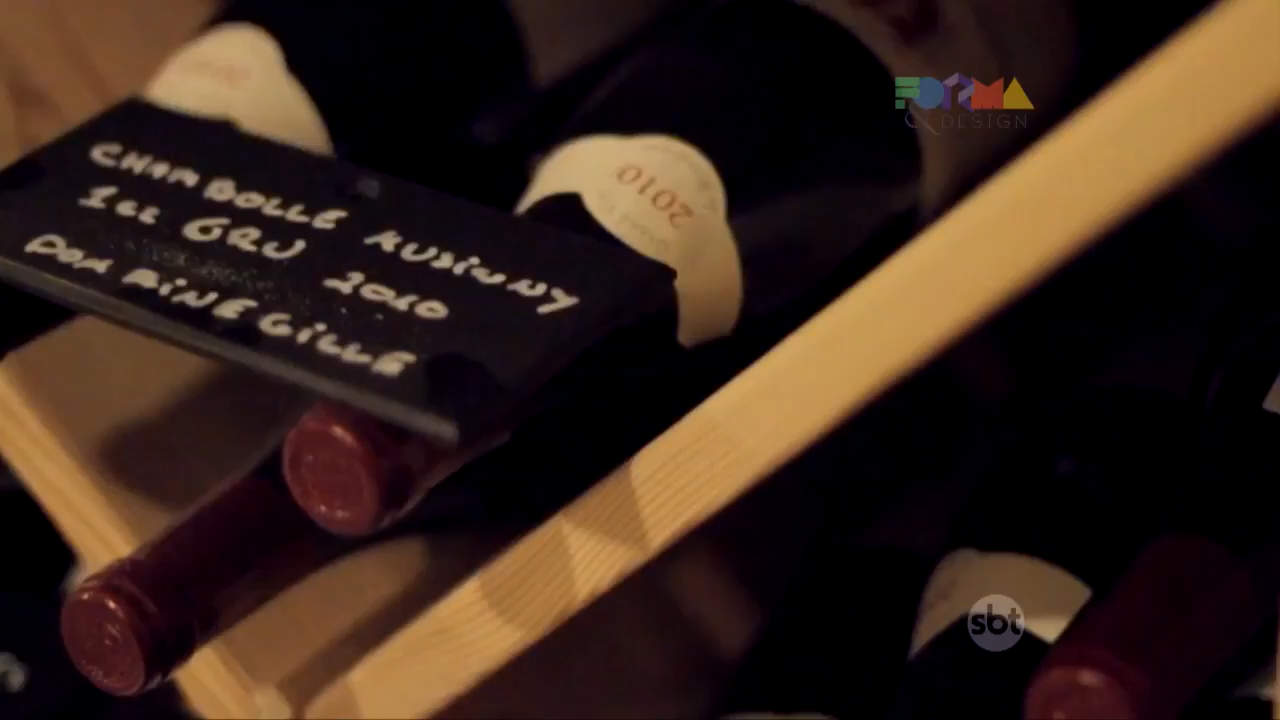 CHAMBOLLE MUSIGNY
1er CRU 2010
DOMAINE GILLE
2010
FORMA
& DESIGN
sbt